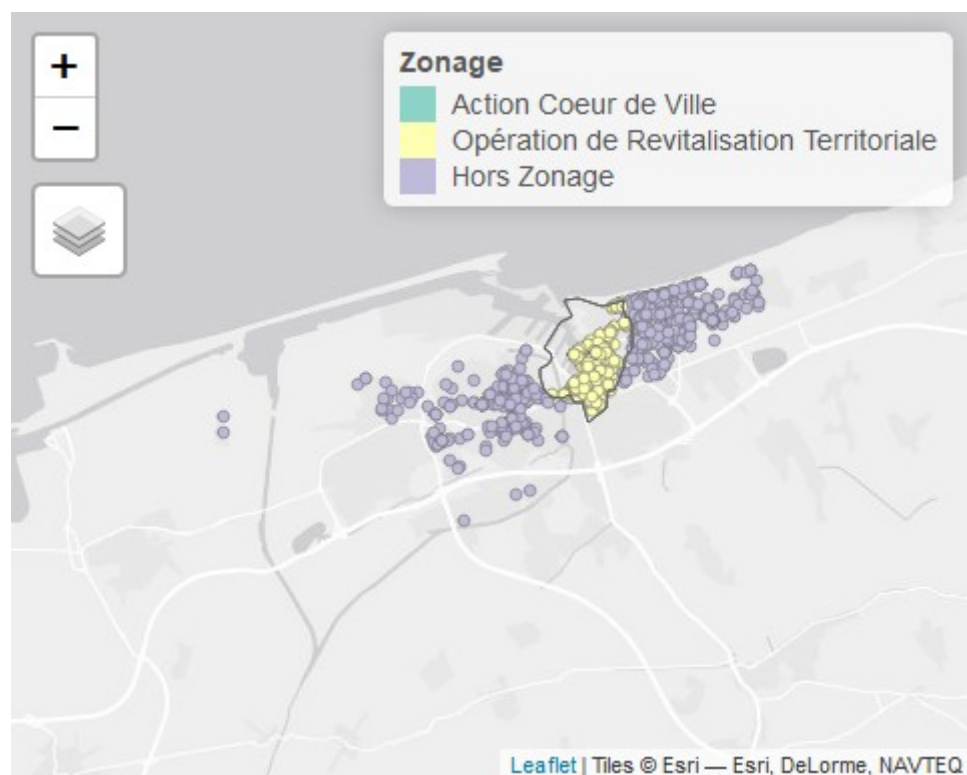 +
−
Zonage
Action Coeur de Ville
Opération de Revitalisation Territoriale
Hors Zonage
Leaflet | Tiles © Esri — Esri, DeLorme, NAVTEQ